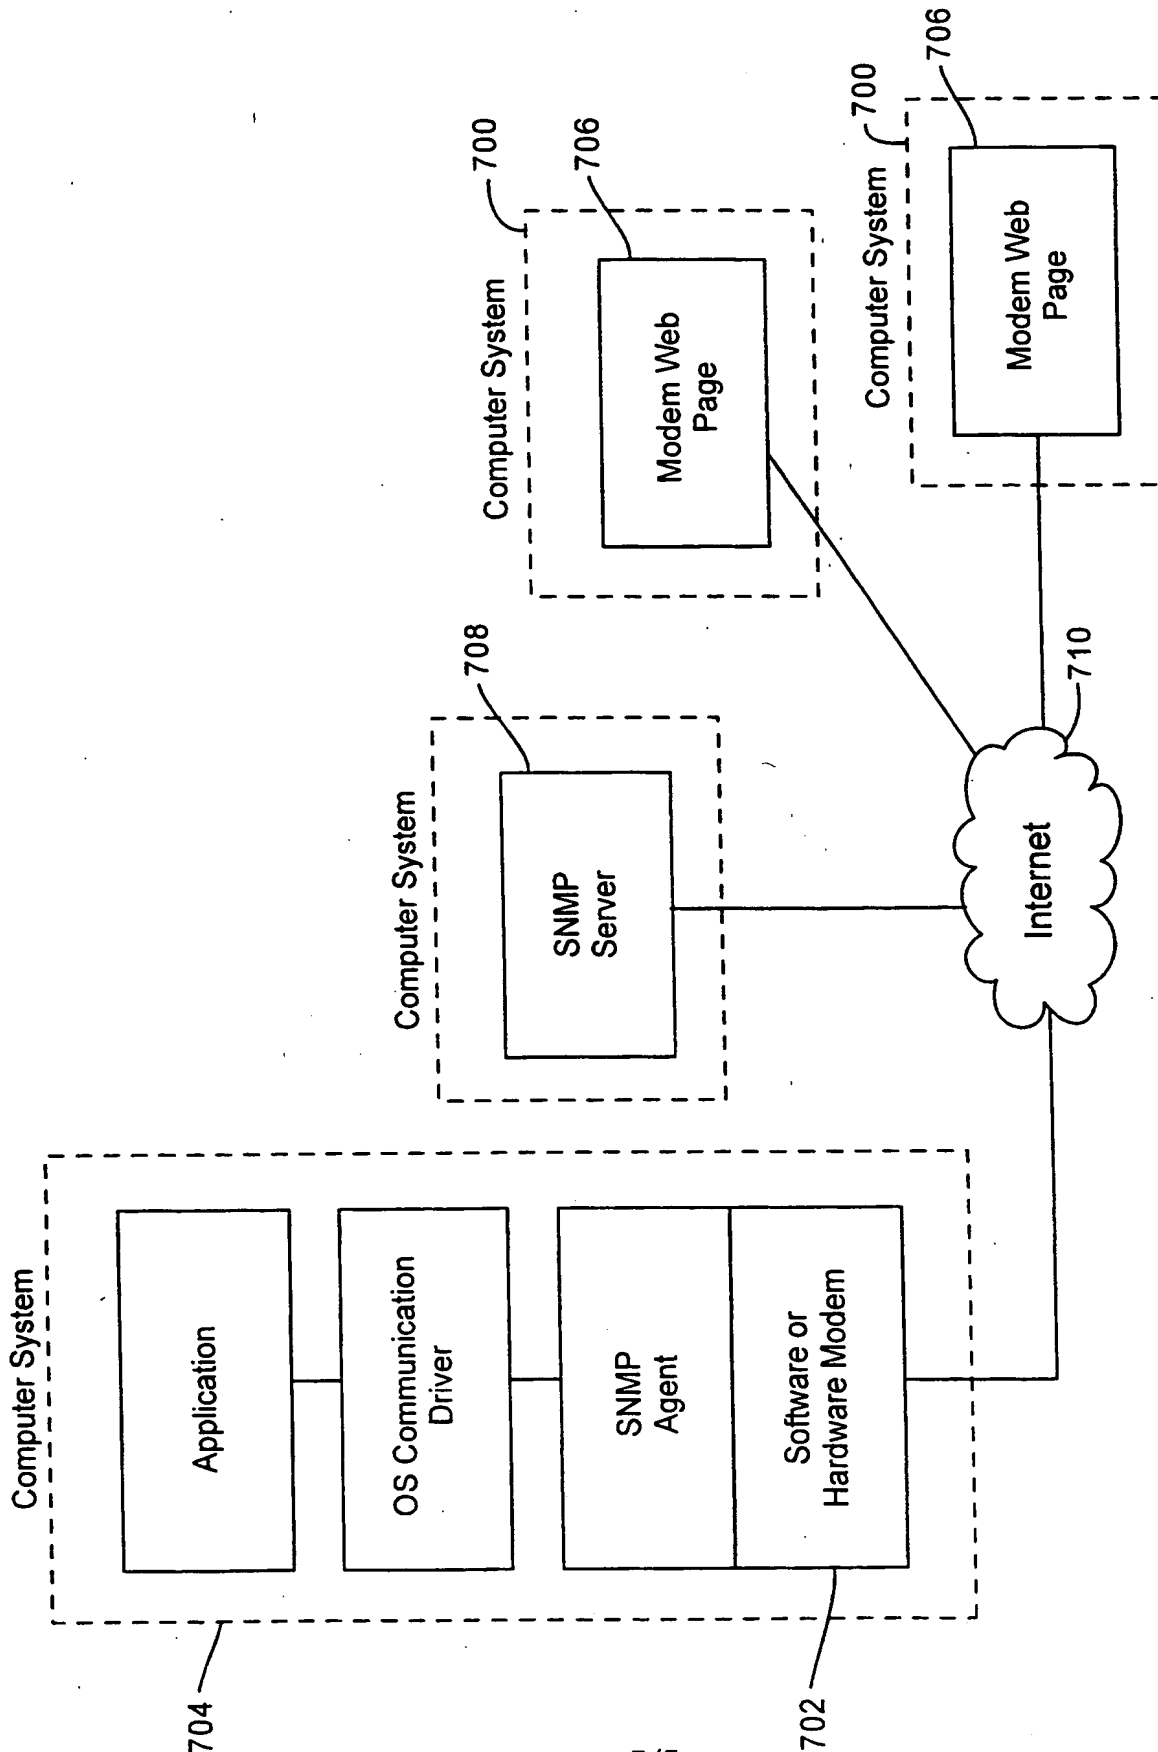 Computer System
Application
OS Communication
Driver
SNMP
Agent
Software or
Hardware Modem
704
702
Computer System
SNMP
Server
708
Computer System
700
Modem Web
Page
706
Computer System
700
Modem Web
Page
706
Internet
710